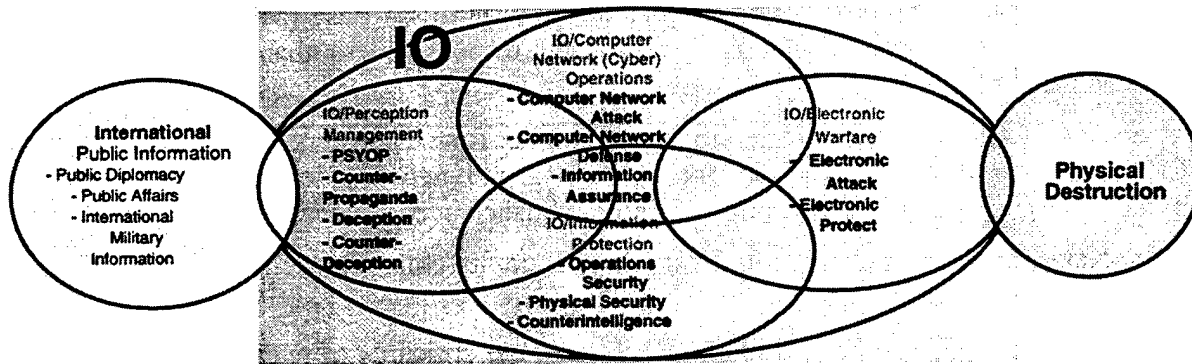 IO
International
Public Information
- Public Diplomacy
- Public Affairs
- International
Military
Information
IO/Perception
Management
- PSYOP
- Counter-
Propaganda
- Deception
- Counter-
Deception
IO/Computer
Network (Cyber)
Operations
- Computer Network
Attack
- Computer Network
Defense
- Information
Assurance
IO/Information
Protection
- Operations
Security
- Physical Security
- Counterintelligence
IO/Electronic
Warfare
- Electronic
Attack
- Electronic
Protect
Physical
Destruction